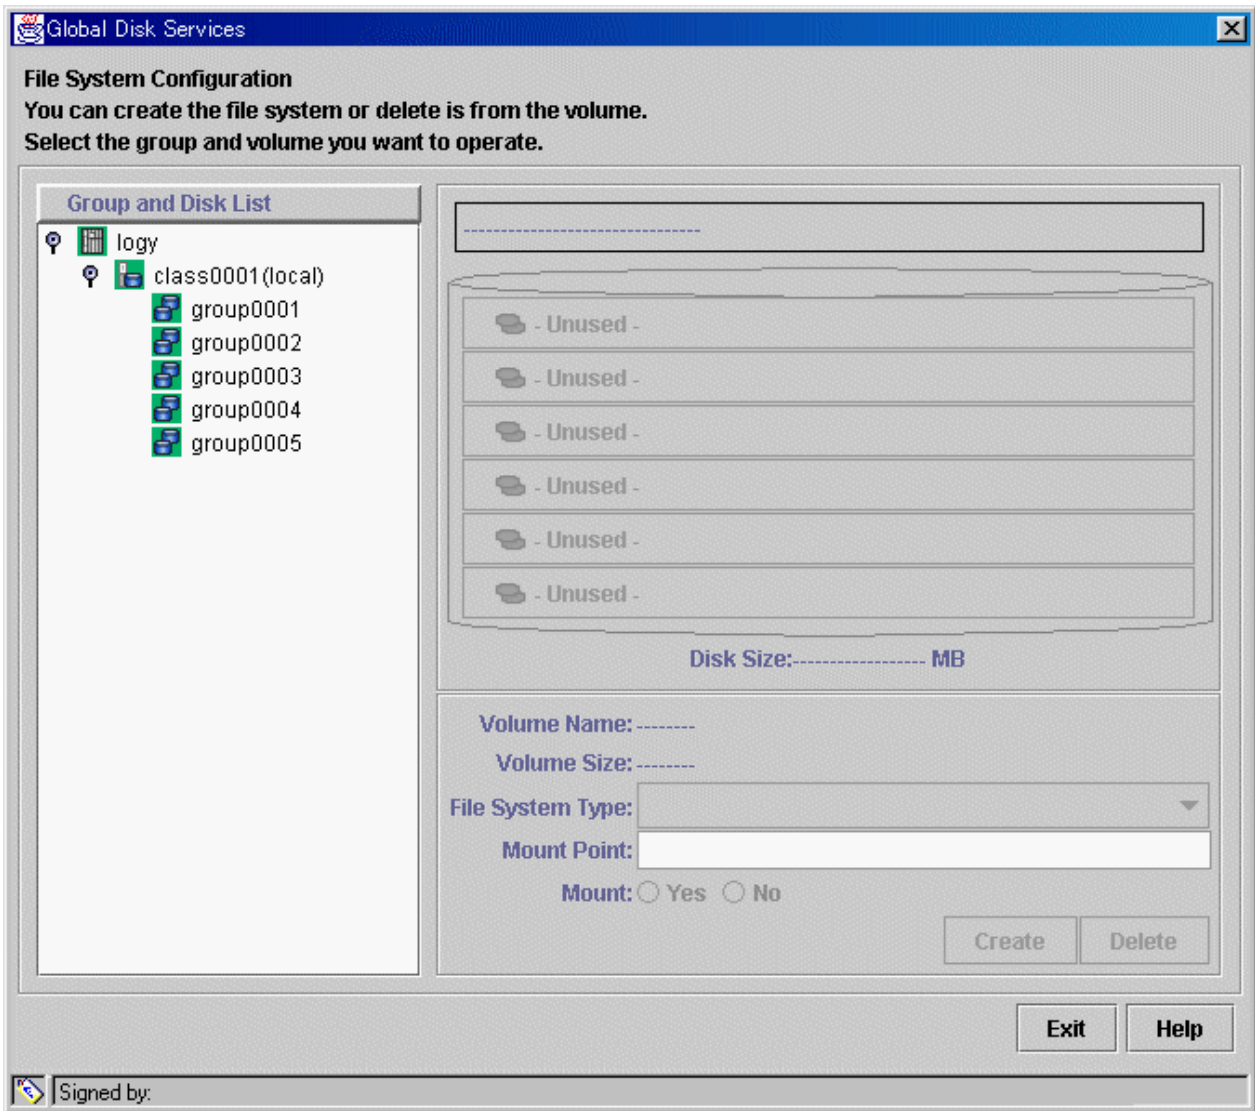 Global Disk Services
File System Configuration
You can create the file system or delete is from the volume.
Select the group and volume you want to operate.
Group and Disk List
logy
class0001(local)
group0001
group0002
group0003
group0004
group0005
------------------------------
- Unused -
- Unused -
- Unused -
- Unused -
- Unused -
- Unused -
Disk Size:------------------ MB
Volume Name: --------
Volume Size: --------
File System Type:
Mount Point:
Mount: Yes No
Create Delete
Exit Help
Signed by: